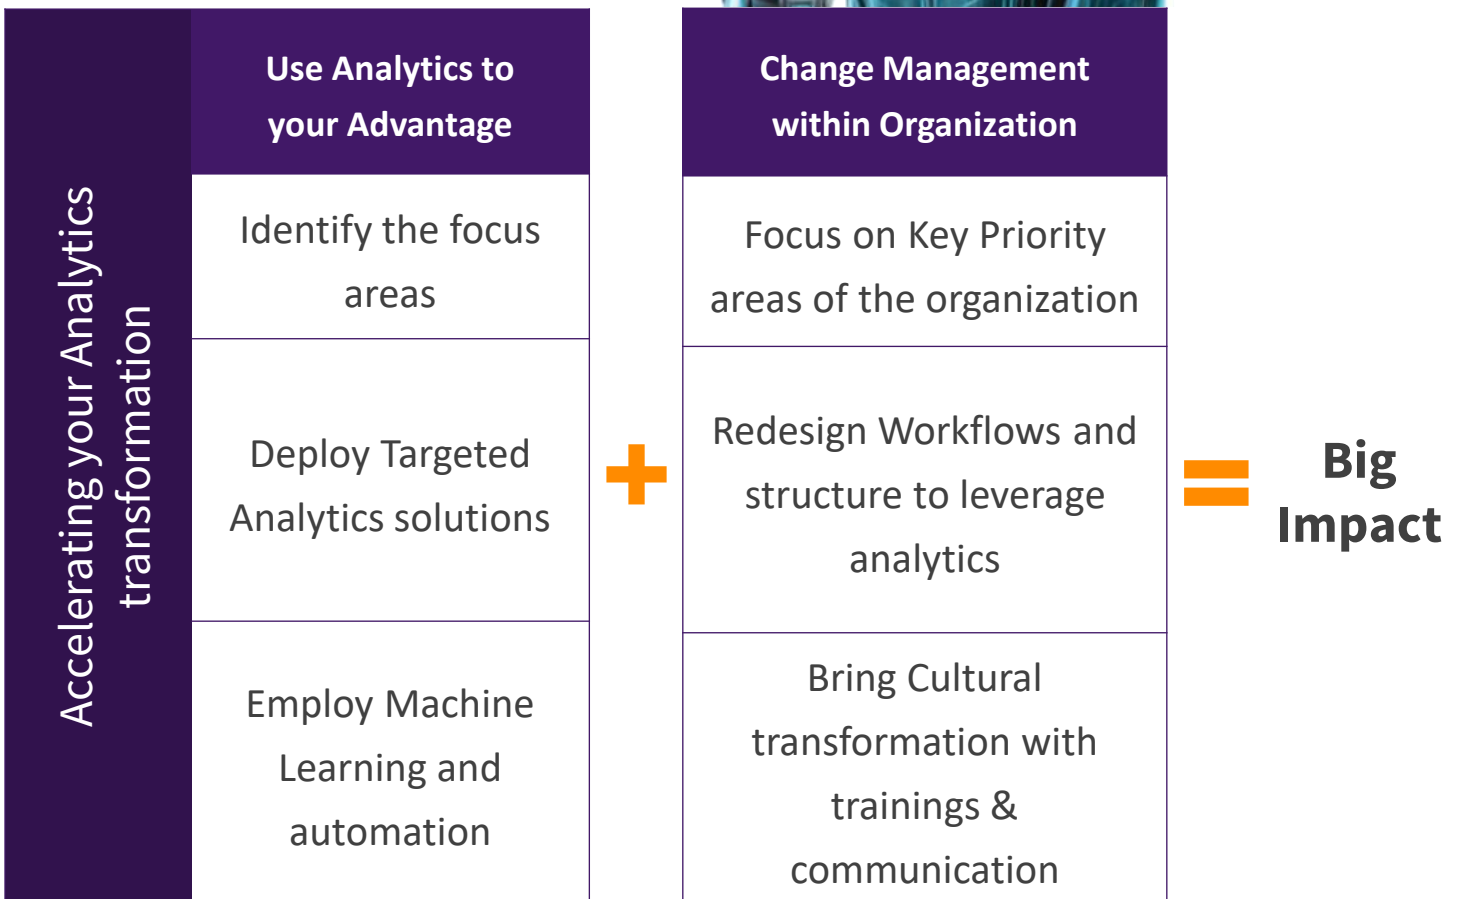 Accelerating your Analytics
transformation
Use Analytics to
your Advantage
Identify the focus
areas
Deploy Targeted
Analytics solutions
Employ Machine
Learning and
automation
+
Change Management
within Organization
Focus on Key Priority
areas of the organization
Redesign Workflows and
structure to leverage
analytics
Bring Cultural
transformation with
trainings &
communication
=
Big
Impact